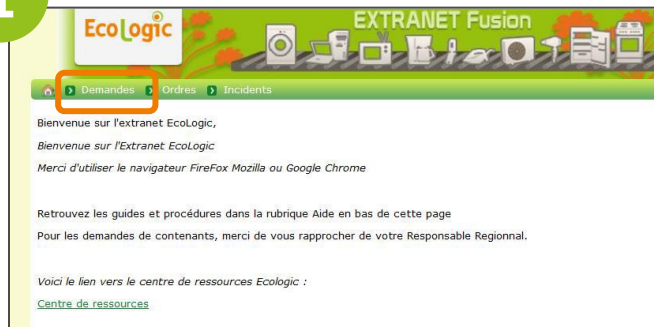 EcoLogic
EXTRANET Fusion
Demandes Ordres Incidents
Bienvenue sur l'extranet EcoLogic,
Bienvenue sur l'Extranet EcoLogic
Merci d'utiliser le navigateur FireFox Mozilla ou Google Chrome
Retrouvez les guides et procédures dans la rubrique Aide en bas de cette page
Pour les demandes de contenants, merci de vous rapprocher de votre Responsable Regionnal.
Voici le lien vers le centre de ressources Ecologic :
Centre de ressources